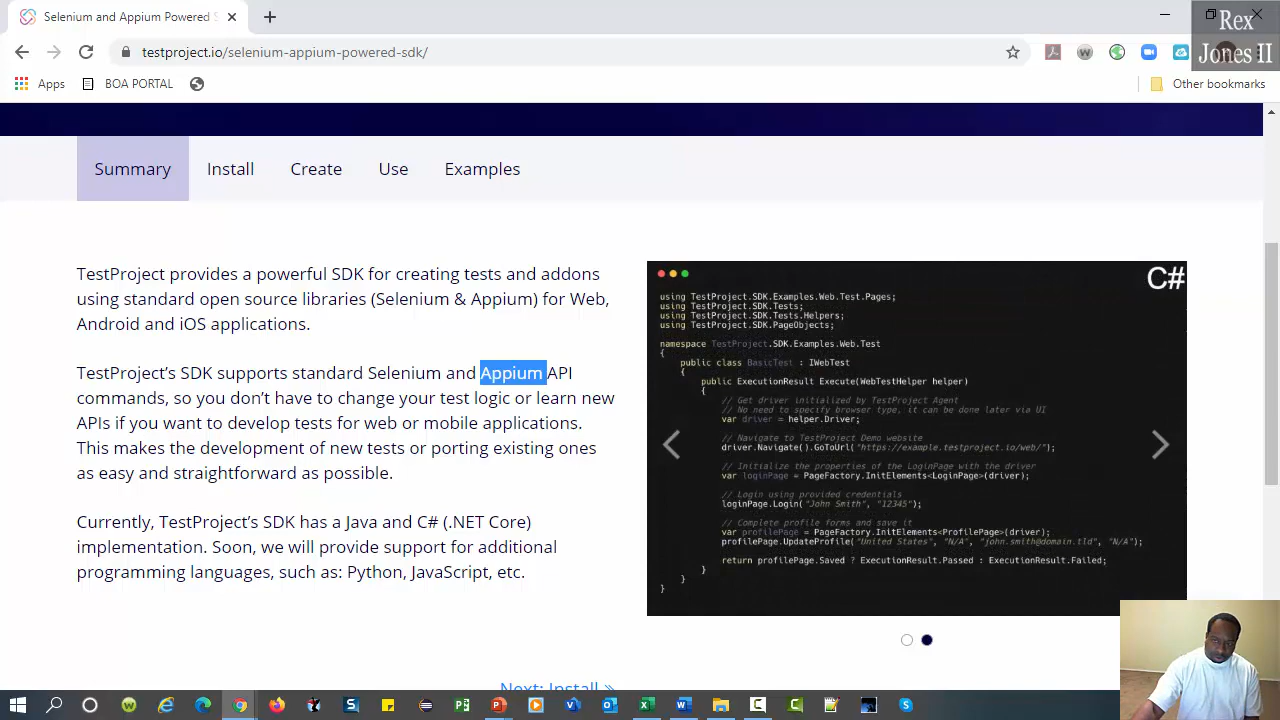 Selenium and Appium Powered SD
Rex
Jones II
testproject.io/selenium-appium-powered-sdk/
Apps
BOA PORTAL
Other bookmarks
Summary
Install
Create
Use
Examples
TestProject provides a powerful SDK for creating tests and addons
using standard open source libraries (Selenium & Appium) for Web,
Android and iOS applications.
TestProject's SDK supports standard Selenium and Appium API
commands, so you don't have to change your test logic or learn new
APIs if you want to develop tests for web or mobile applications.
This makes the development of new tests or porting existing ones
as easy and straightforward as possible.
Currently, TestProject's SDK has a Java and C# (.NET Core)
implementation. Soon, we will provide support for additional
programming languages, such as: Python, JavaScript, etc.
Next: Install »
C#
using TestProject.SDK.Examples.Web.Test.Pages;
using TestProject.SDK.Tests;
using TestProject.SDK.Tests.Helpers;
using TestProject.SDK.PageObjects;
namespace TestProject.SDK.Examples.Web.Test
{
public class BasicTest : IWebTest
{
public ExecutionResult Execute(WebTestHelper helper)
{
// Get driver initialized by TestProject Agent
// No need to specify browser type, it can be done later via UI
var driver = helper.Driver;
// Navigate to TestProject Demo website
driver.Navigate().GoToUrl("https://example.testproject.io/web/");
// Initialize the properties of the LoginPage with the driver
var loginPage = PageFactory.InitElements<LoginPage>(driver);
// Login using provided credentials
loginPage.Login("John Smith", "12345");
// Complete profile forms and save it
var profilePage = PageFactory.InitElements<ProfilePage>(driver);
profilePage.UpdateProfile("United States", "N/A", "john.smith@domain.tld", "N/A");
return profilePage.Saved ? ExecutionResult.Passed : ExecutionResult.Failed;
}
}
}